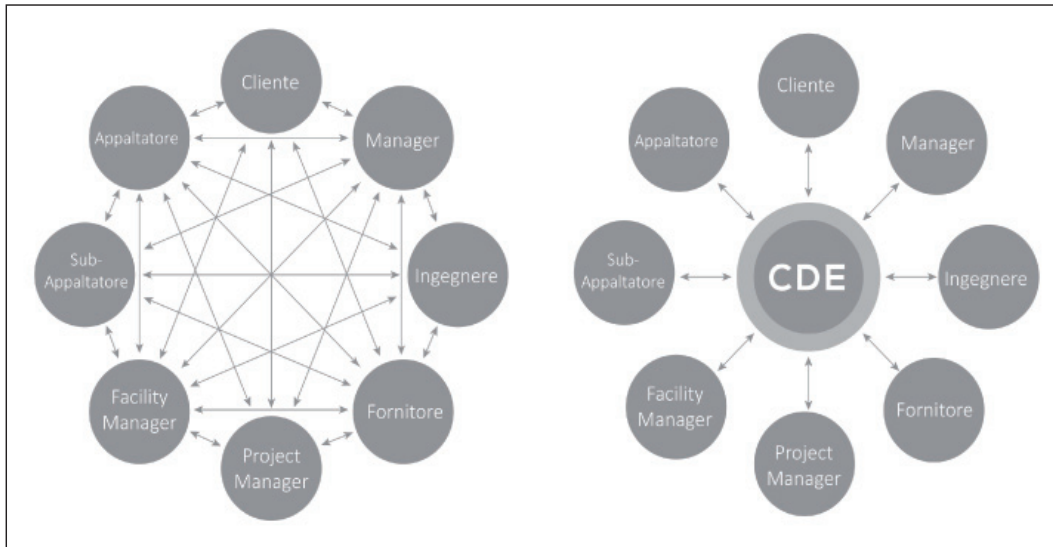 Cliente
Appaltatore
Manager
Sub-
Appaltatore
Ingegnere
Facility
Manager
Fornitore
Project
Manager
Cliente
Appaltatore
Manager
Sub-
Appaltatore
CDE
Ingegnere
Facility
Manager
Fornitore
Project
Manager